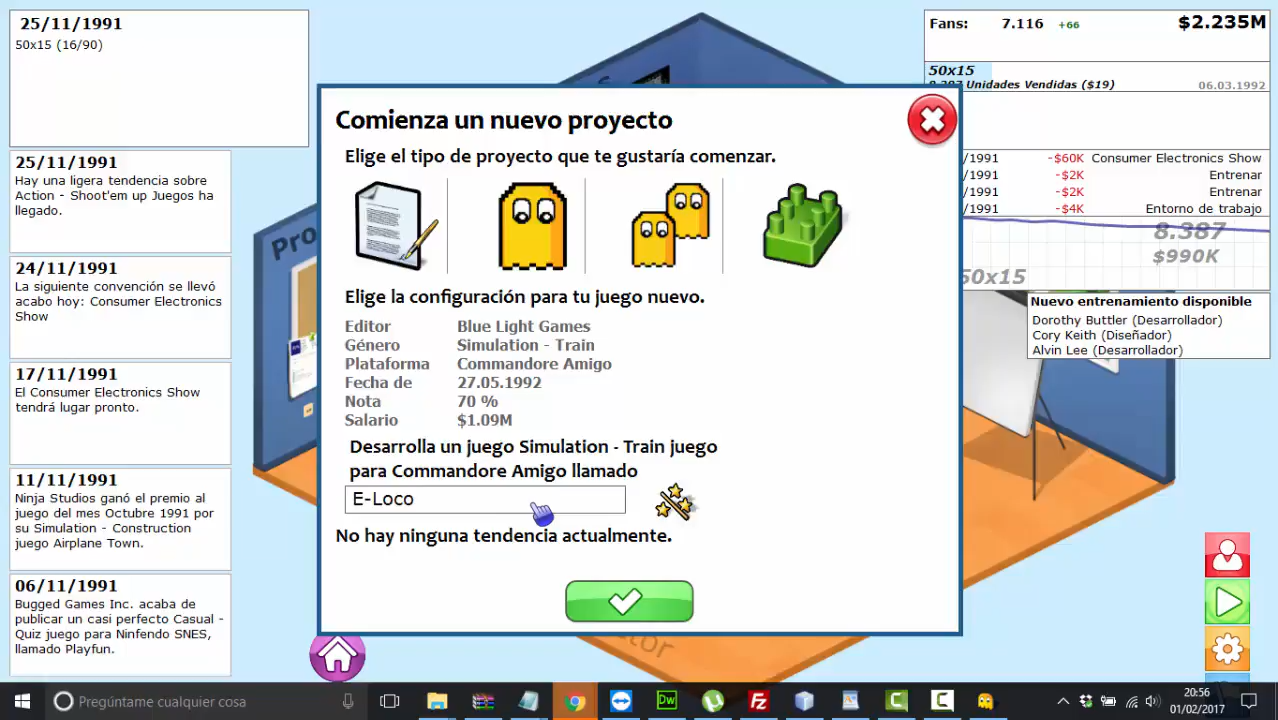 25/11/1991
50x15 (16/90)
25/11/1991
Hay una ligera tendencia sobre
Action - Shoot'em up Juegos ha
llegado.
24/11/1991
La siguiente convención se llevó
acabo hoy: Consumer Electronics
Show
17/11/1991
El Consumer Electronics Show
tendrá lugar pronto.
11/11/1991
Ninja Studios ganó el premio al
juego del mes Octubre 1991 por
su Simulation - Construction
juego Airplane Town.
06/11/1991
Bugged Games Inc. acaba de
publicar un casi perfecto Casual -
Quiz juego para Ninfendo SNES,
llamado Playfun.
Comienza un nuevo proyecto
Elige el tipo de proyecto que te gustaría comenzar.
Elige la configuración para tu juego nuevo.
Editor Blue Light Games
Género Simulation - Train
Plataforma Commandore Amigo
Fecha de 27.05.1992
Nota 70 %
Salario $1.09M
Desarrolla un juego Simulation - Train juego
para Commandore Amigo llamado
E-Loco
No hay ninguna tendencia actualmente.
Fans: 7.116 +66 $2.235M
50x15
8.387 Unidades Vendidas ($19) 06.03.1992
/1991 -$60K Consumer Electronics Show
/1991 -$2K Entrenar
/1991 -$2K Entrenar
/1991 -$4K Entorno de trabajo
8.387
$990K
50x15
Nuevo entrenamiento disponible
Dorothy Buttler (Desarrollador)
Cory Keith (Diseñador)
Alvin Lee (Desarrollador)
Pro
Pregúntame cualquier cosa
20:56
01/02/2017